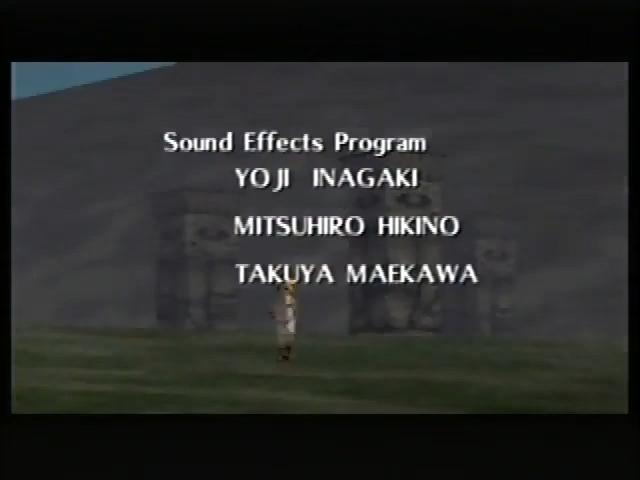 Sound Effects Program
YOJI INAGAKI
MITSUHIRO HIKINO
TAKUYA MAEKAWA